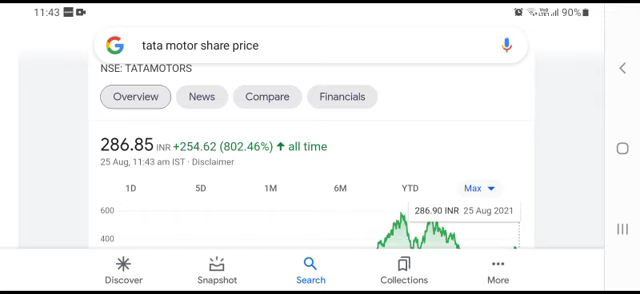 11:43 90%
tata motor share price
NSE: TATAMOTORS
Overview News Compare Financials
286.85 INR +254.62 (802.46%) ↑ all time
25 Aug, 11:43 am IST · Disclaimer
1D 5D 1M 6M YTD Max
286.90 INR 25 Aug 2021
600
400
Discover Snapshot Search Collections More